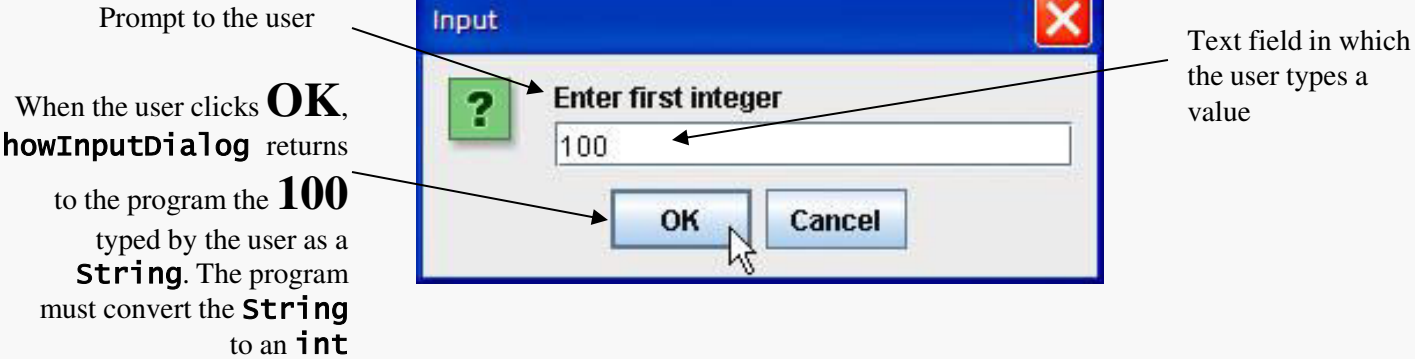 Prompt to the user
When the user clicks OK,
howInputDialog returns
to the program the 100
typed by the user as a
String. The program
must convert the String
to an int
Input
?
Enter first integer
100
OK
Cancel
Text field in which
the user types a
value